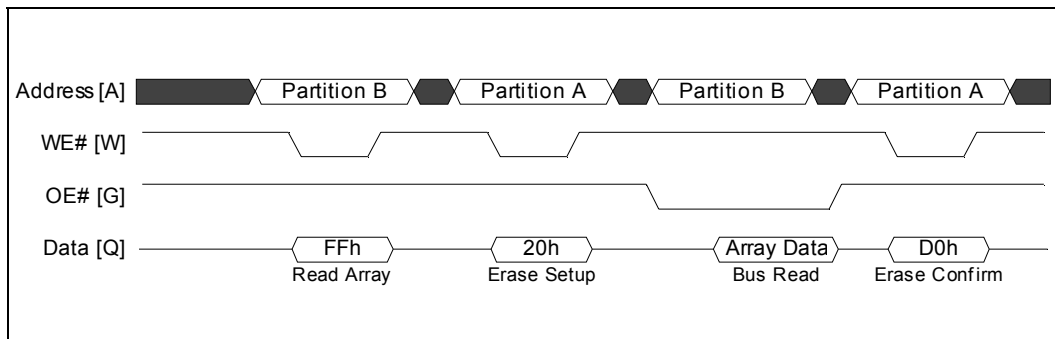 Address [A] Partition B Partition A Partition B Partition A
WE# [W]
OE# [G]
Data [Q] FFh 20h Array Data D0h
Read Array Erase Setup Bus Read Erase Confirm